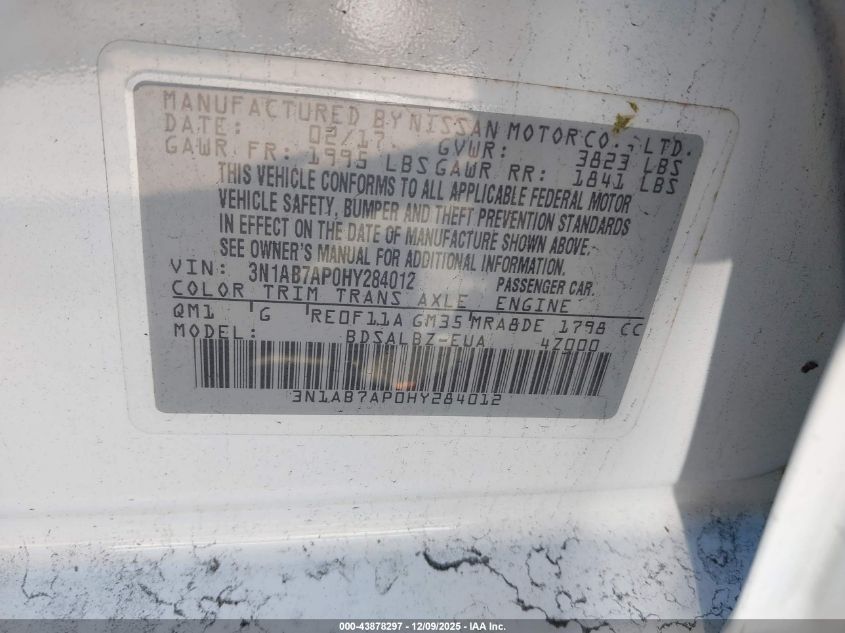 MANUFACTURED BY NISSAN MOTOR CO., LTD.
DATE: 02/17 GVWR: 3823 LBS
GAWR FR: 1995 LBS GAWR RR: 1841 LBS
THIS VEHICLE CONFORMS TO ALL APPLICABLE FEDERAL MOTOR
VEHICLE SAFETY, BUMPER AND THEFT PREVENTION STANDARDS
IN EFFECT ON THE DATE OF MANUFACTURE SHOWN ABOVE.
SEE OWNER'S MANUAL FOR ADDITIONAL INFORMATION.
VIN: 3N1AB7AP0HY284012 PASSENGER CAR.
COLOR TRIM TRANS AXLE ENGINE
QM1 G RE0F11A GM35 MRA8DE 1798 CC
MODEL: BDSALBZ-EUA 4Z000
3N1AB7AP0HY284012
000-43878297 - 12/09/2025 - IAA Inc.